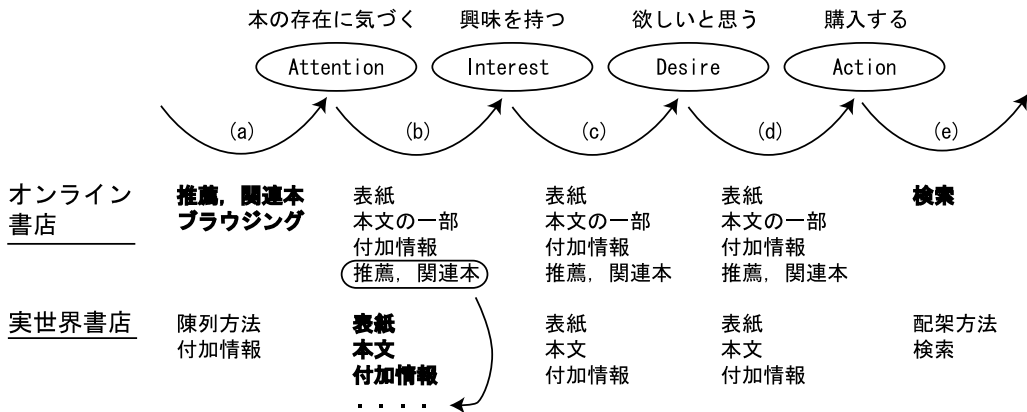 本の存在に気づく 興味を持つ 欲しいと思う 購入する
Attention Interest Desire Action
(a) (b) (c) (d) (e)
オンライン 推薦，関連本 表紙 表紙 表紙 検索
書店 ブラウジング 本文の一部 本文の一部 本文の一部
付加情報 付加情報 付加情報
推薦，関連本 推薦，関連本 推薦，関連本
実世界書店 陳列方法 表紙 表紙 表紙 配架方法
付加情報 本文 本文 本文 検索
付加情報 付加情報 付加情報
・・・・